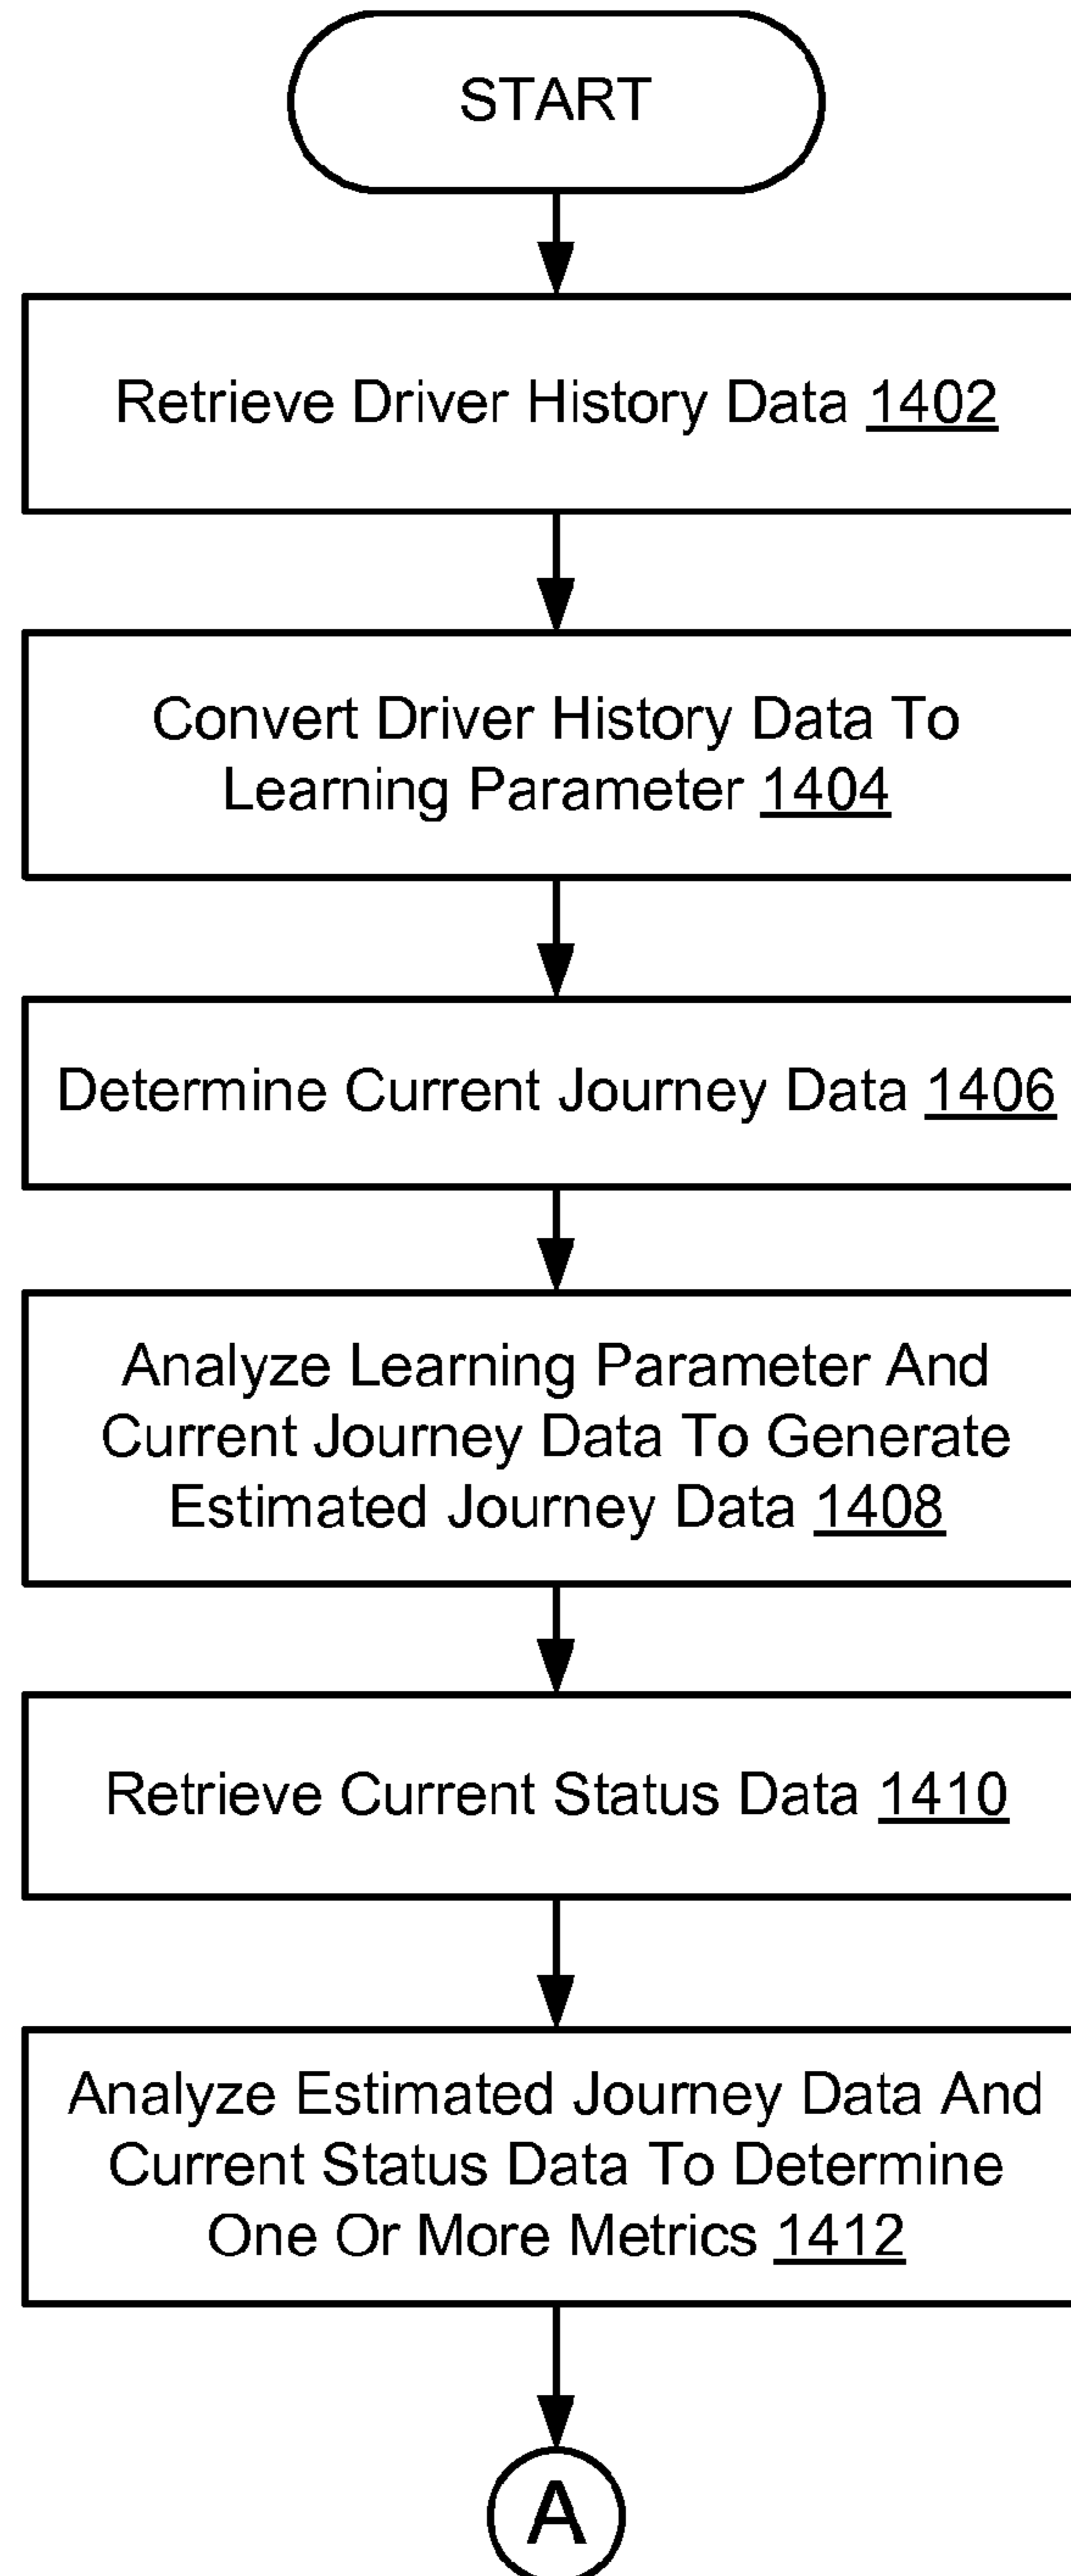 START
Retrieve Driver History Data 1402
Convert Driver History Data To
Learning Parameter 1404
Determine Current Journey Data 1406
Analyze Learning Parameter And
Current Journey Data To Generate
Estimated Journey Data 1408
Retrieve Current Status Data 1410
Analyze Estimated Journey Data And
Current Status Data To Determine
One Or More Metrics 1412
A